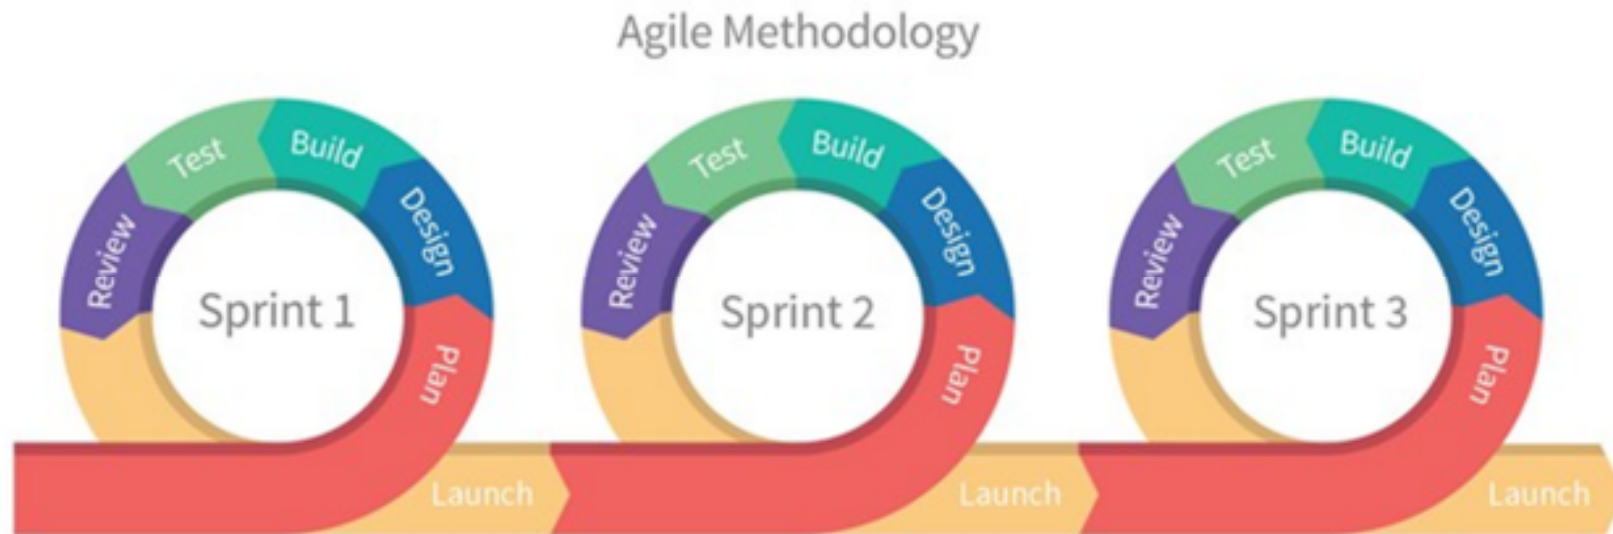 Agile Methodology
Test
Build
Design
Review
Sprint 1
Plan
Launch
Test
Build
Design
Review
Sprint 2
Plan
Launch
Test
Build
Design
Review
Sprint 3
Plan
Launch